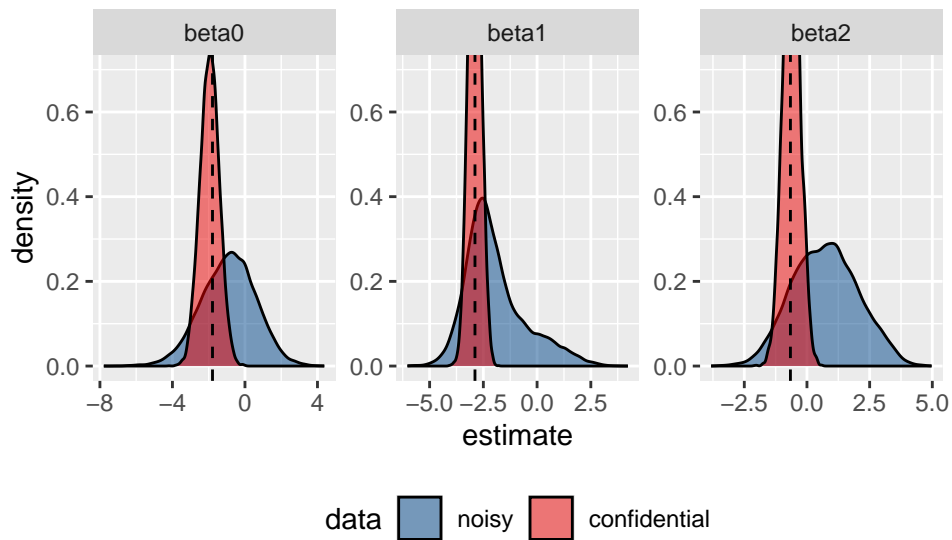 beta0 beta1 beta2
0.6 0.6 0.6
0.4 0.4 0.4
0.2 0.2 0.2
0.0 0.0 0.0
density
−8 −4 0 4 −5.0 −2.5 0.0 2.5 −2.5 0.0 2.5 5.0
estimate
data noisy confidential